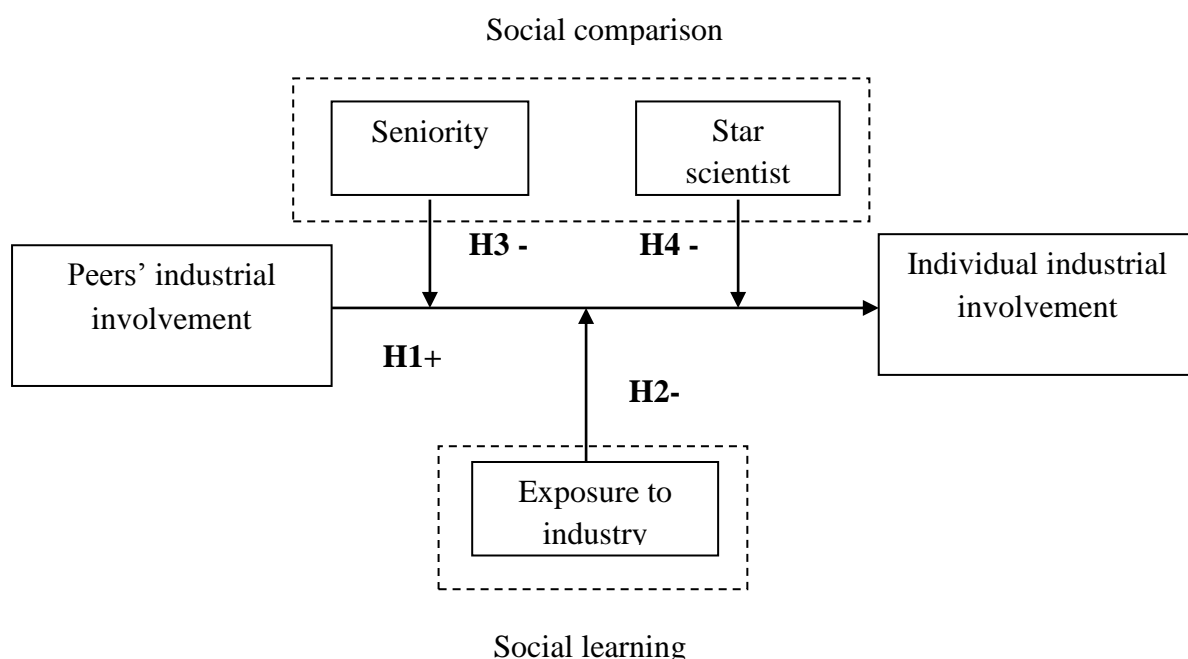 Social comparison
Seniority
Star
scientist
H3 -
H4 -
Peers’ industrial
involvement
Individual industrial
involvement
H1+
H2-
Exposure to
industry
Social learning